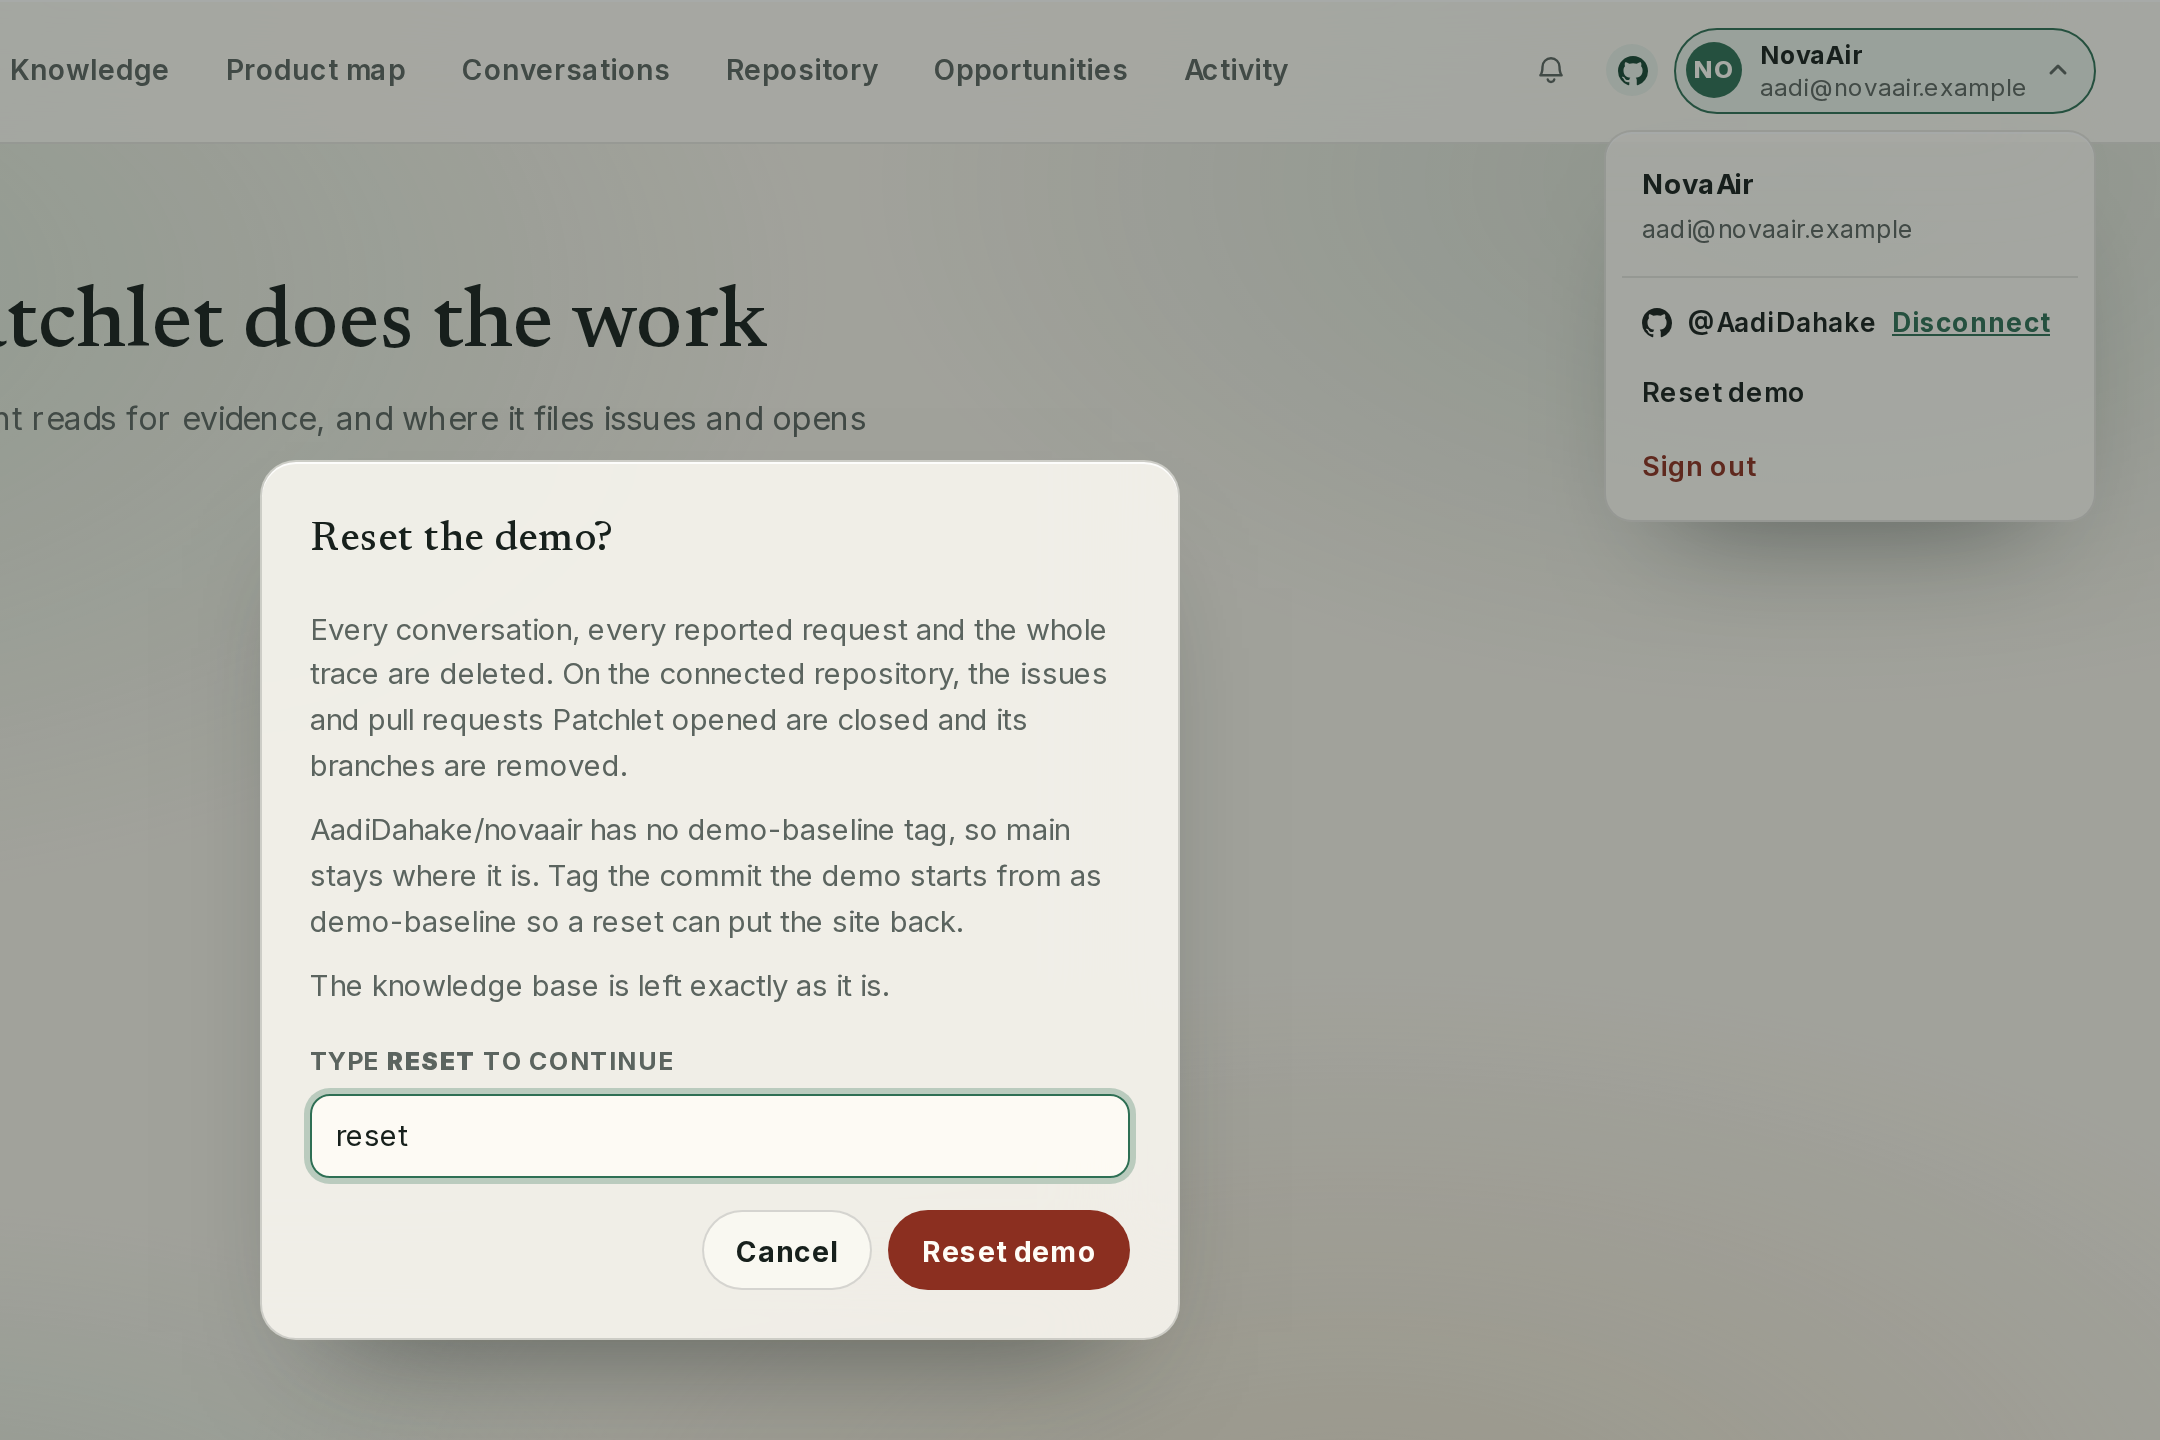 Knowledge Product map Conversations Repository Opportunities Activity
NO NovaAir
aadi@novaair.example
NovaAir
aadi@novaair.example
@AadiDahake Disconnect
Reset demo
Sign out
atchlet does the work
nt reads for evidence, and where it files issues and opens
Reset the demo?
Every conversation, every reported request and the whole
trace are deleted. On the connected repository, the issues
and pull requests Patchlet opened are closed and its
branches are removed.
AadiDahake/novaair has no demo-baseline tag, so main
stays where it is. Tag the commit the demo starts from as
demo-baseline so a reset can put the site back.
The knowledge base is left exactly as it is.
TYPE RESET TO CONTINUE
reset
Cancel Reset demo